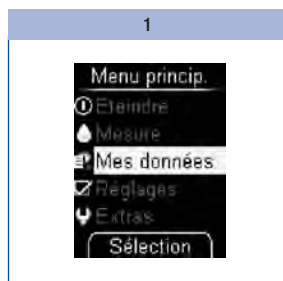 1
Menu princip.
Eteindre
Mesure
Mes données
Réglages
Extras
Sélection